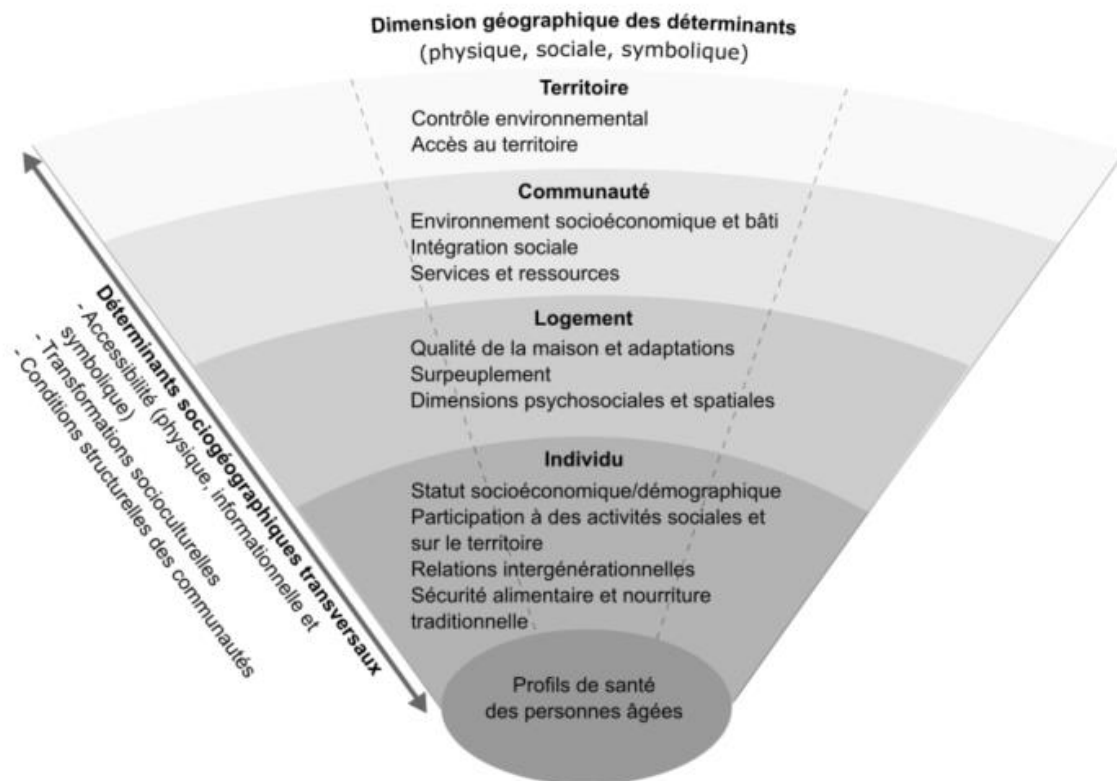 Dimension géographique des déterminants
(physique, sociale, symbolique)
Territoire
Contrôle environnemental
Accès au territoire
Communauté
Environnement socioéconomique et bâti
Intégration sociale
Services et ressources
Logement
Qualité de la maison et adaptations
Surpeuplement
Dimensions psychosociales et spatiales
Individu
Statut socioéconomique/démographique
Participation à des activités sociales et
sur le territoire
Relations intergénérationnelles
Sécurité alimentaire et nourriture
traditionnelle
Profils de santé
des personnes âgées
Déterminants sociogéographiques transversaux
- Accessibilité (physique, informationnelle et
symbolique)
- Transformations socioculturelles
- Conditions structurelles des communautés